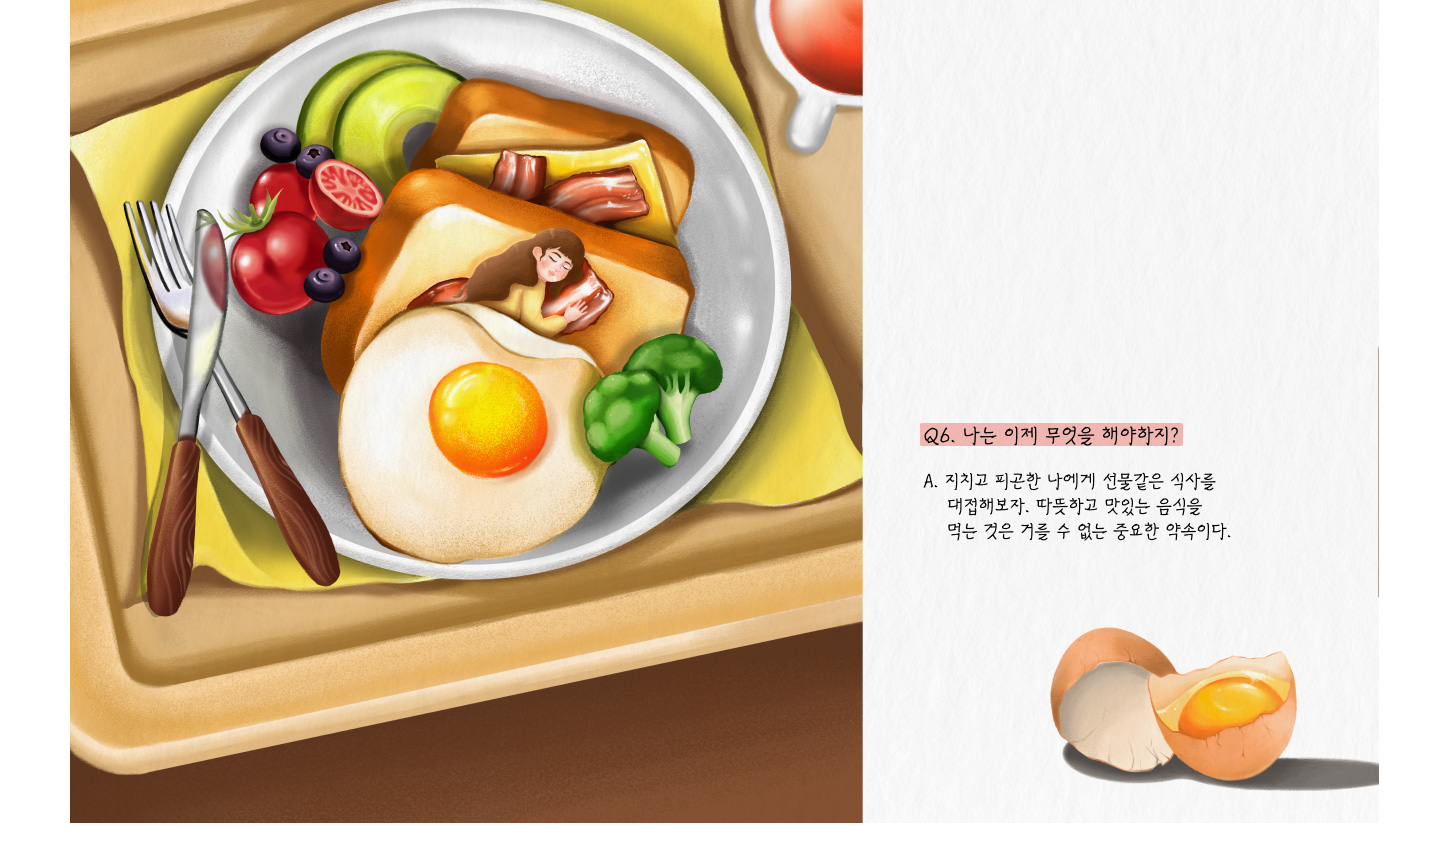 Q6. 나는 이제 무엇을 해야하지?
A. 지치고 피곤한 나에게 선물같은 식사를
대접해보자. 따뜻하고 맛있는 음식을
먹는 것은 거를 수 없는 중요한 약속이다.